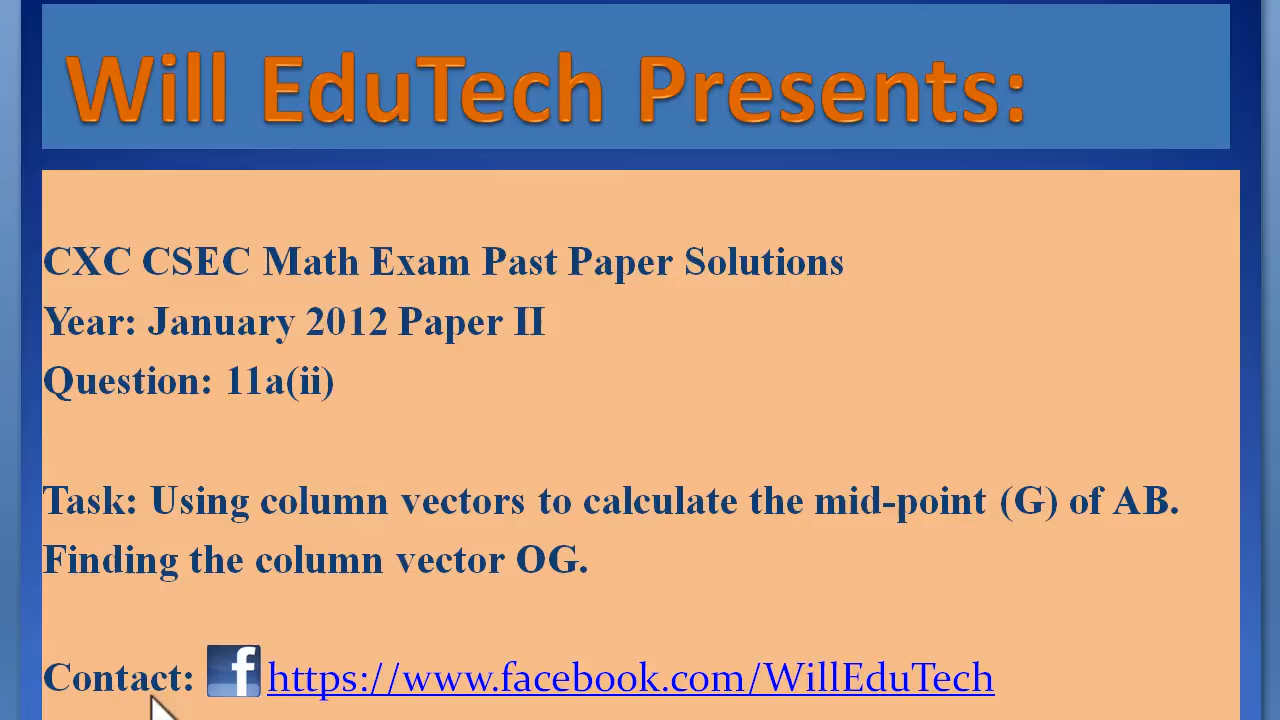 Will EduTech Presents:
CXC CSEC Math Exam Past Paper Solutions
Year: January 2012 Paper II
Question: 11a(ii)
Task: Using column vectors to calculate the mid-point (G) of AB.
Finding the column vector OG.
Contact: f https://www.facebook.com/WillEduTech